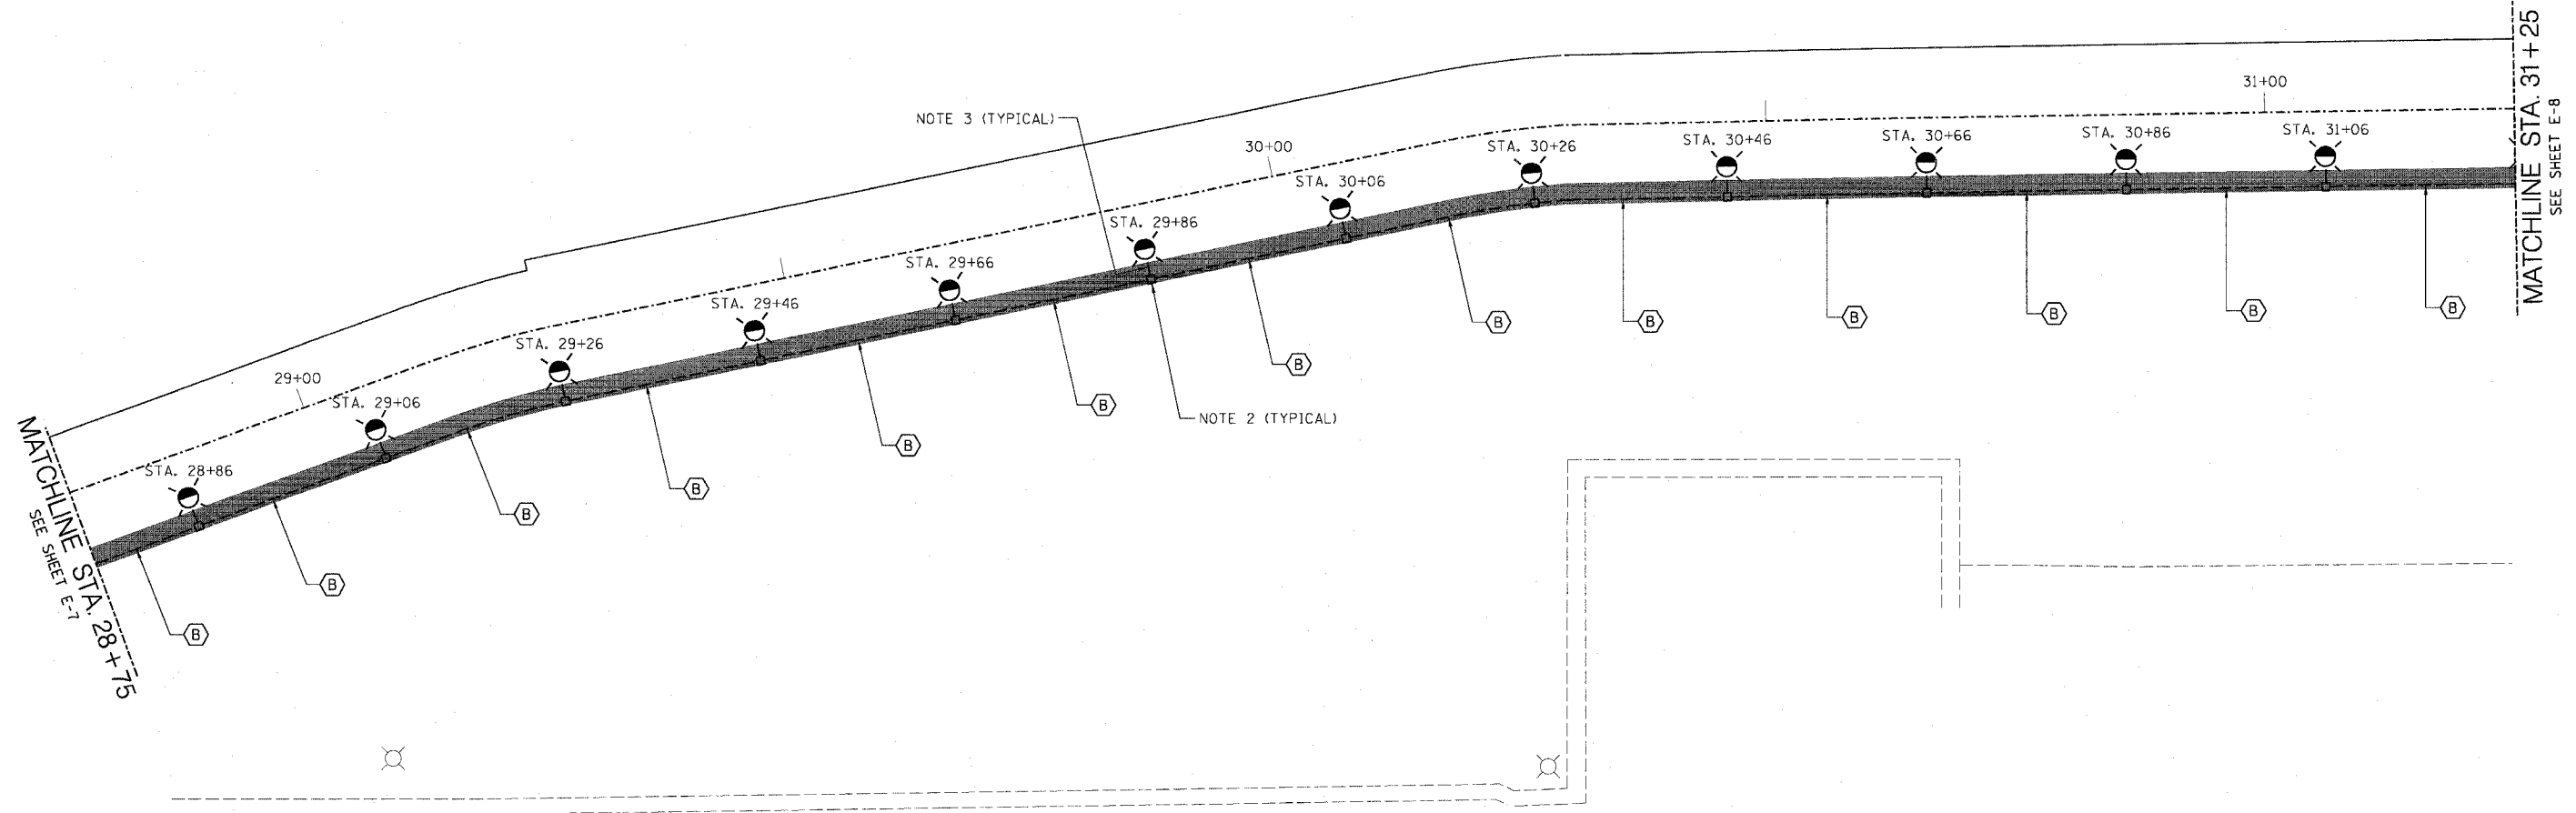 MATCHLINE STA. 31+25
SEE SHEET E-8
31+00
NOTE 3 (TYPICAL)
STA. 31+06
STA. 30+86
STA. 30+66
STA. 30+46
STA. 30+26
30+00
STA. 30+06
STA. 29+86
STA. 29+66
STA. 29+46
STA. 29+26
29+00
STA. 29+06
STA. 28+86
NOTE 2 (TYPICAL)
B
B
B
B
B
B
B
B
B
B
B
B
B
B
MATCHLINE STA. 28+75
SEE SHEET E-7